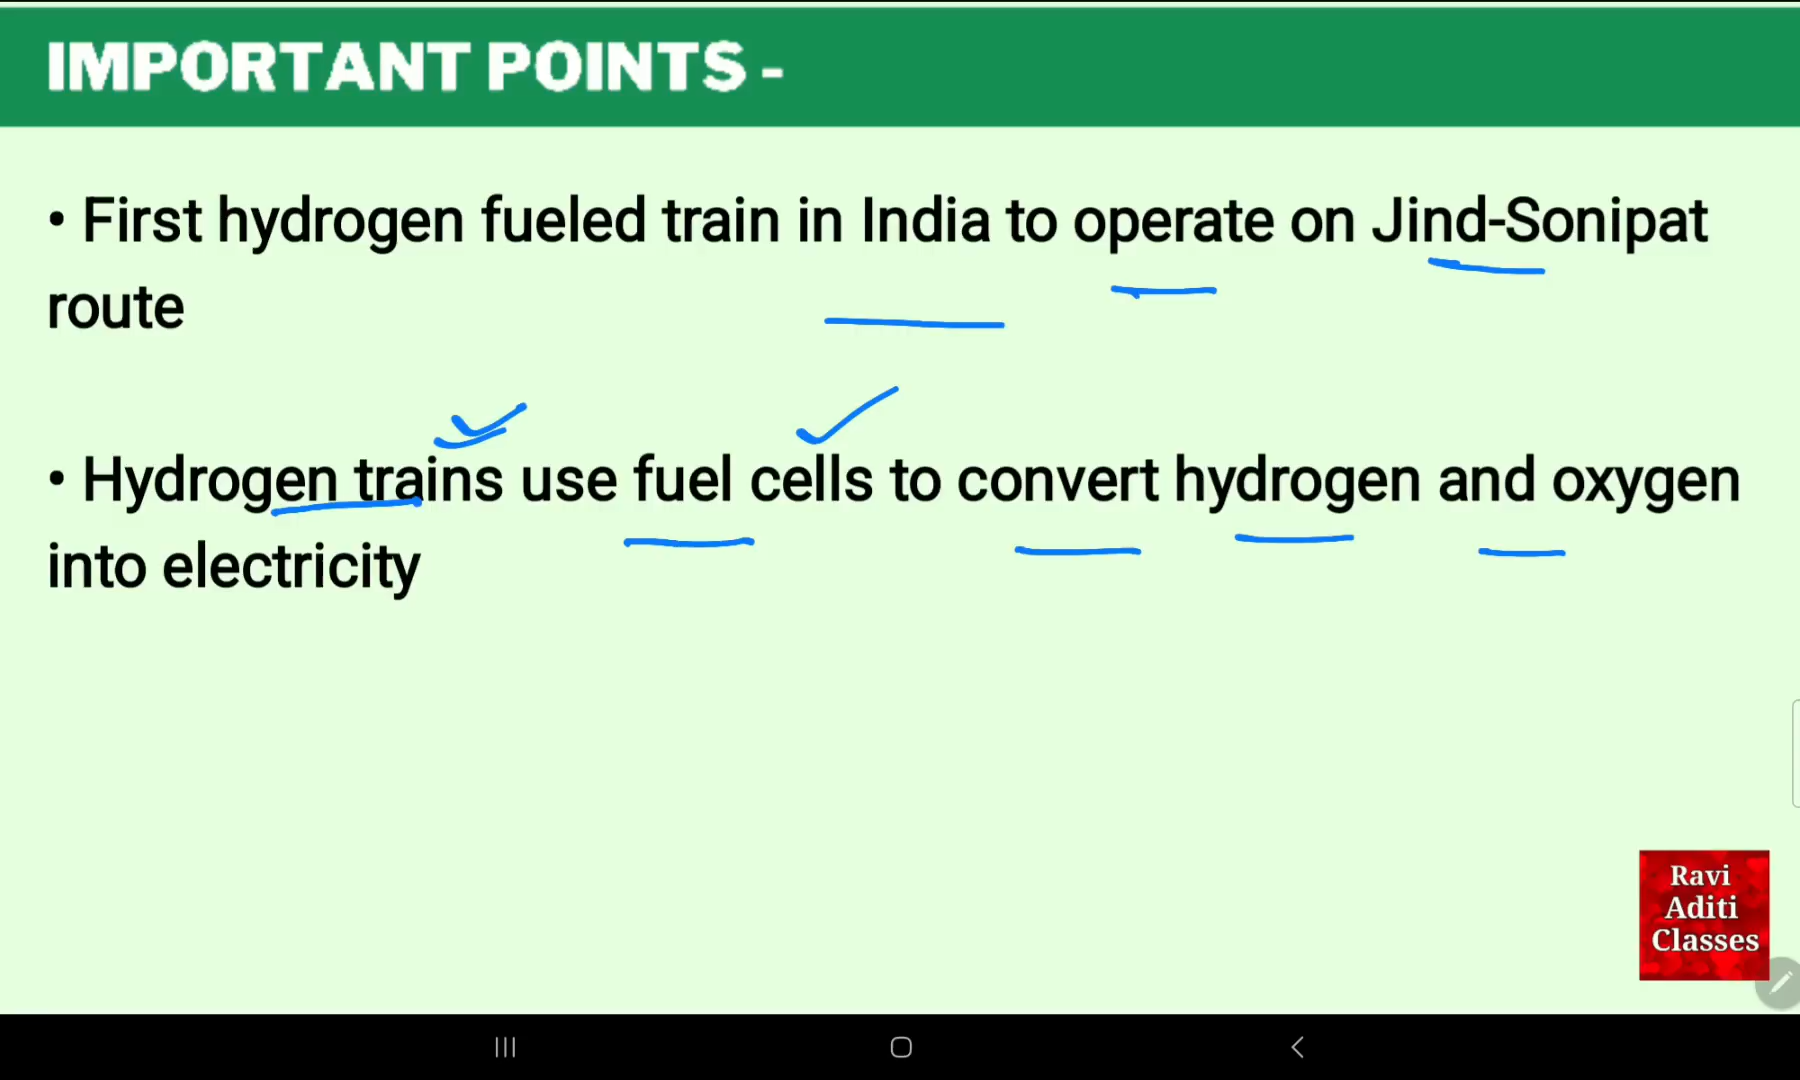 IMPORTANT POINTS -
• First hydrogen fueled train in India to operate on Jind-Sonipat
route
• Hydrogen trains use fuel cells to convert hydrogen and oxygen
into electricity
Ravi
Aditi
Classes